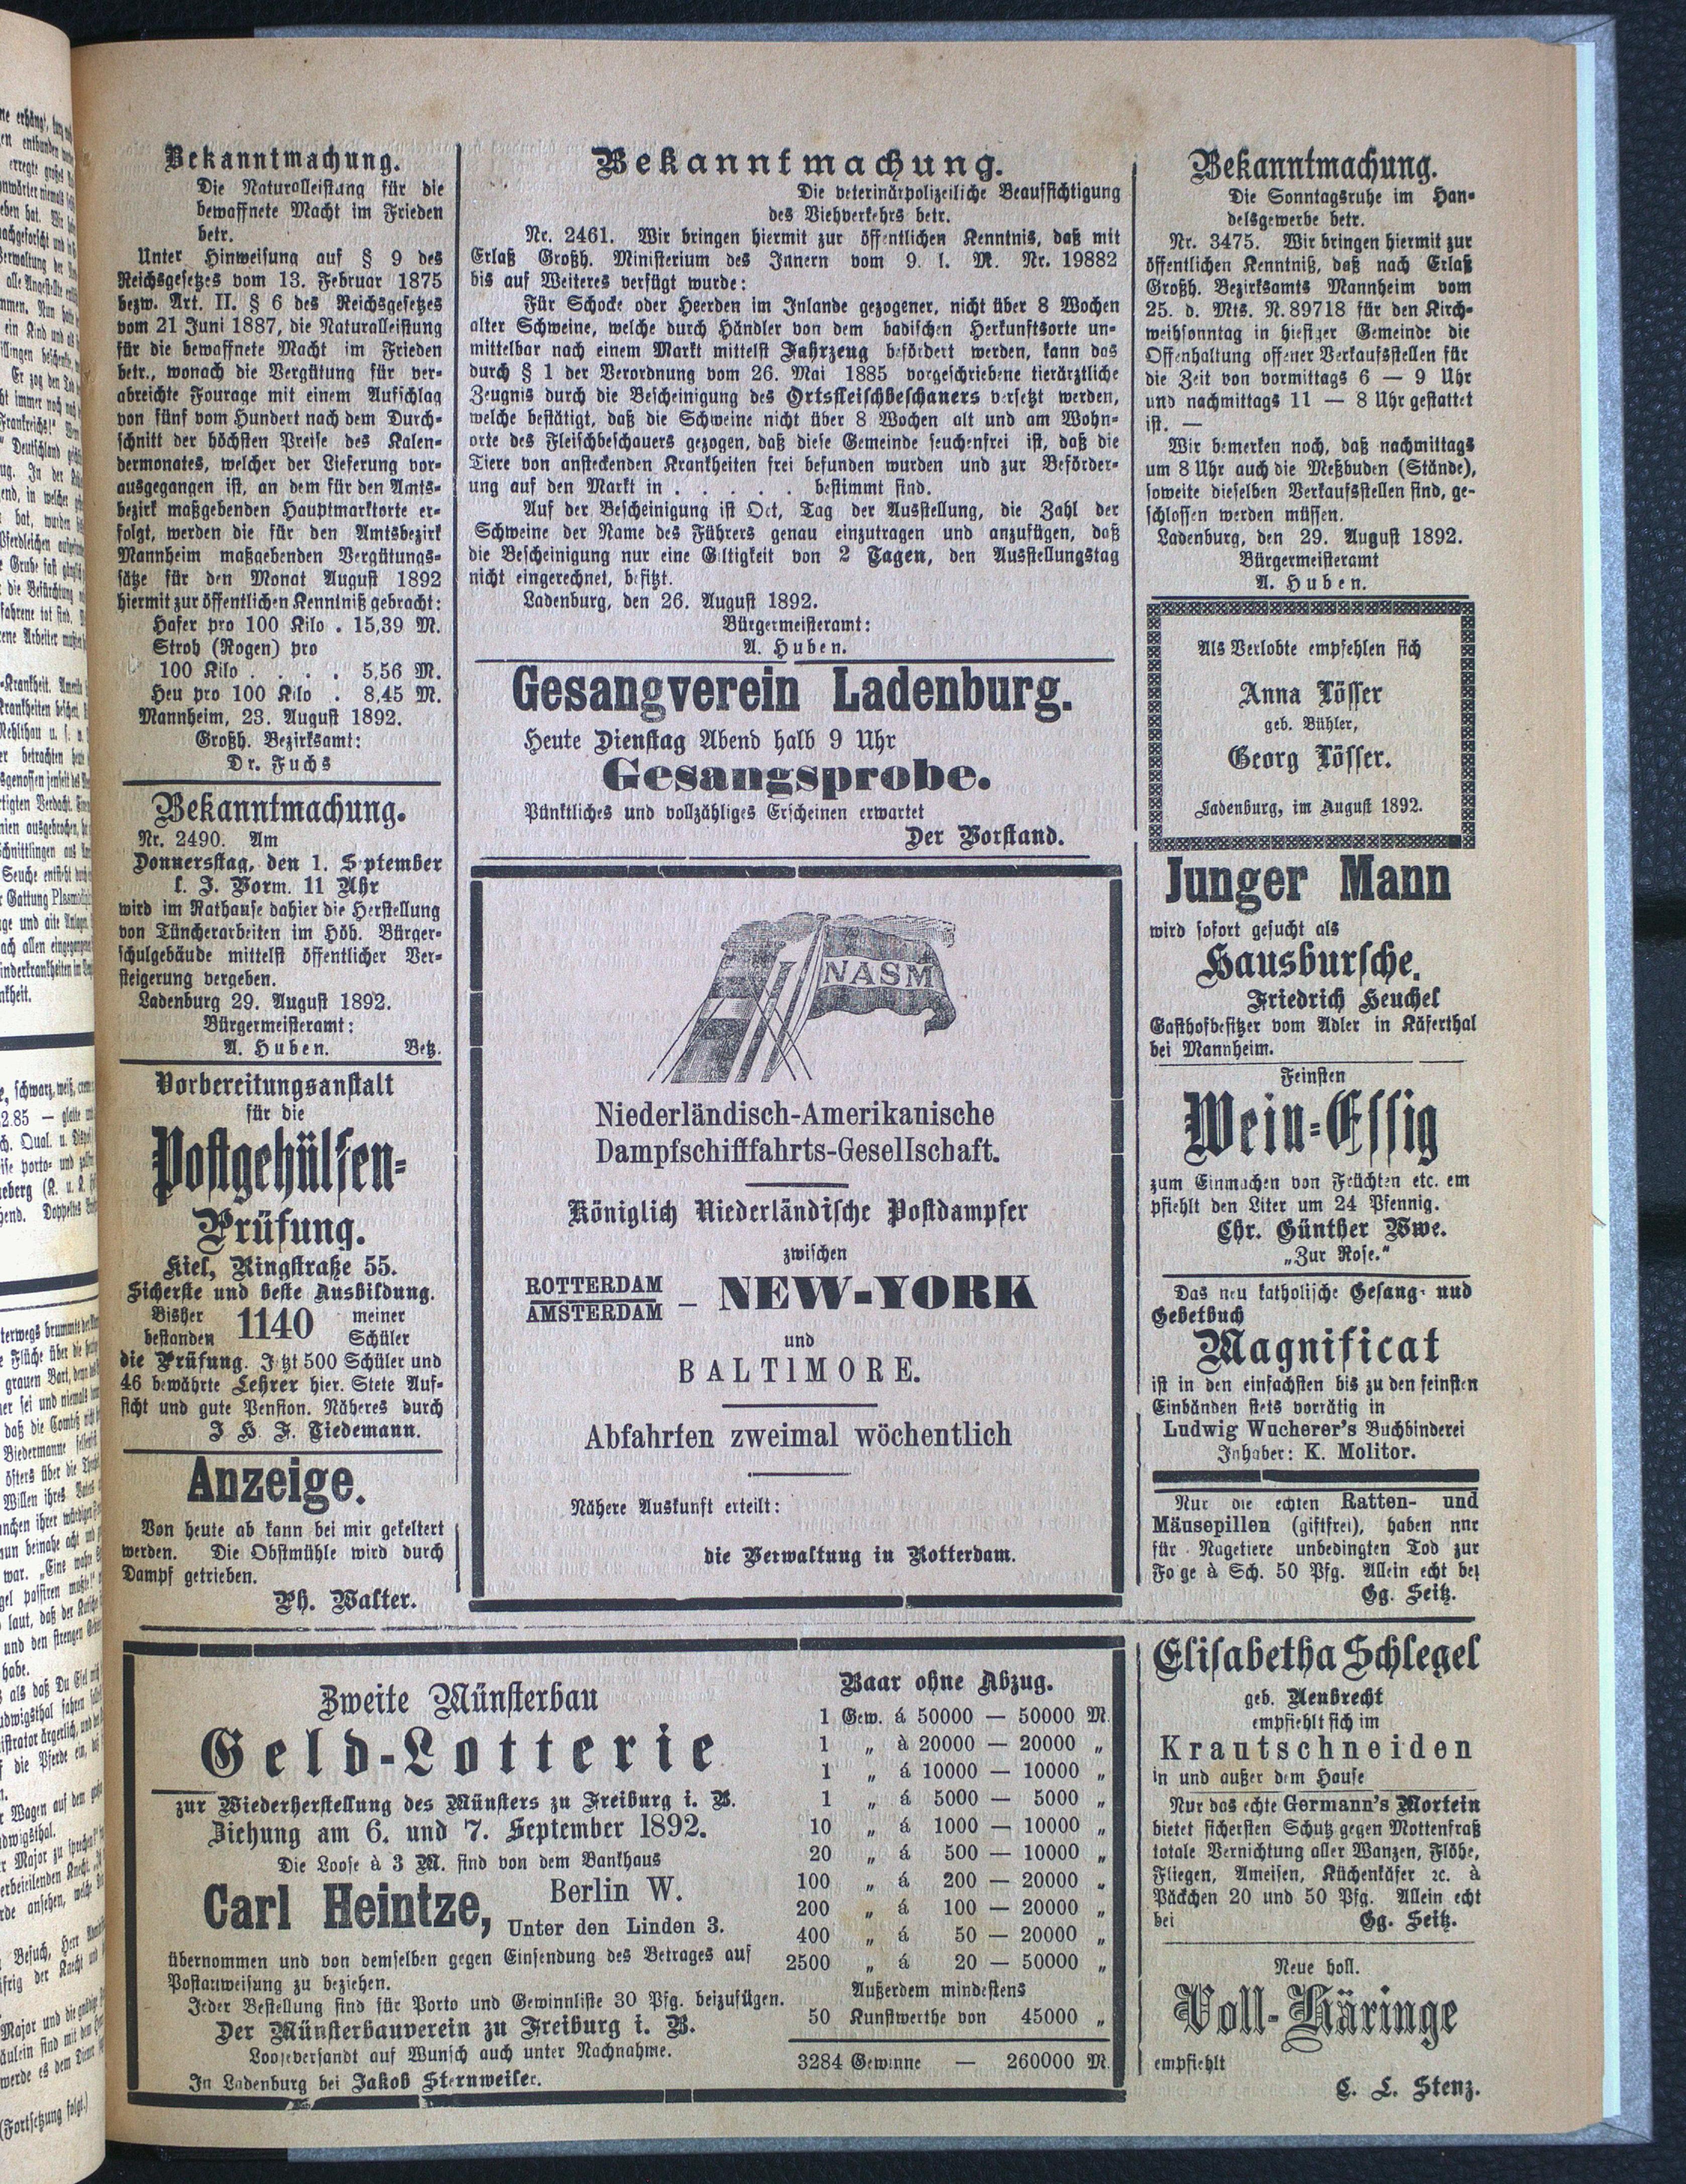 Bekanntmachung.
Die Naturalleistang für die
bewaffnete Macht im Frieden
betr.
Unter Hinweisung auf § 9 des
Reichsgesetzes vom 13. Februar 1875
bezw. Art. II. § 6 des Reichsgesetzes
vom 21 Juni 1887, die Naturalleistung
für die bewaffnete Macht im Frieden
betr., wonach die Vergütung für ver-
abreichte Fourage mit einem Aufschlag
von fünf vom Hundert nach dem Durch-
schnitt der höchsten Preise des Kalen-
dermonates, welcher der Lieferung vor-
ausgegangen ist, an dem für den Amts-
bezirk maßgebenden Hauptmarktorte er-
folgt, werden die für den Amtsbezirk
Mannheim maßgebenden Vergütungs-
sätze für den Monat August 1892
hiermit zur öffentlichen Kenntniß gebracht:
Hafer pro 100 Kilo . 15,39 M.
Stroh (Rogen) pro
100 Kilo . . . . 5,56 M.
Heu pro 100 Kilo . 8,45 M.
Mannheim, 23. August 1892.
Großh. Bezirksamt:
Dr. Fuchs
Bekanntmachung.
Nr. 2490. Am
Donnerstag, den 1. S ptember
l. J. Vorm. 11 Uhr
wird im Rathause dahier die Herstellung
von Tüncherarbeiten im Höh. Bürger-
schulgebäude mittelst öffentlicher Ver-
steigerung vergeben.
Ladenburg 29. August 1892.
Bürgermeisteramt:
A. Huben. Betz.
Vorbereitungsanstalt
für die
Postgehülfen-
Prüfung.
Kiel, Ringstraße 55.
Sicherste und beste Ausbildung.
Bisher bestanden 1140 meiner Schüler
die Prüfung. J tzt 500 Schüler und
46 bewährte Lehrer hier. Stete Auf-
sicht und gute Pension. Näheres durch
J H. F. Tiedemann.
Anzeige.
Von heute ab kann bei mir gekeltert
werden. Die Obstmühle wird durch
Dampf getrieben.
Ph. Walter.
Bekanntmachung.
Die veterinärpolizeiliche Beaufsichtigung
des Viehverkehrs betr.
Nr. 2461. Wir bringen hiermit zur öffentlichen Kenntnis, daß mit
Erlaß Großh. Ministerium des Innern vom 9. l. M. Nr. 19882
bis auf Weiteres verfügt wurde:
Für Schocke oder Heerden im Inlande gezogener, nicht über 8 Wochen
alter Schweine, welche durch Händler von dem badischen Herkunftsorte un-
mittelbar nach einem Markt mittelst Fahrzeug befördert werden, kann das
durch § 1 der Verordnung vom 26. Mai 1885 vorgeschriebene tierärztliche
Zeugnis durch die Bescheinigung des Ortsfleischbeschauers versetzt werden,
welche bestätigt, daß die Schweine nicht über 8 Wochen alt und am Wohn-
orte des Fleischbeschauers gezogen, daß diese Gemeinde seuchenfrei ist, daß die
Tiere von ansteckenden Krankheiten frei befunden wurden und zur Beförder-
ung auf den Markt in . . . . . bestimmt sind.
Auf der Bescheinigung ist Oct, Tag der Ausstellung, die Zahl der
Schweine der Name des Führers genau einzutragen und anzufügen, daß
die Bescheinigung nur eine Giltigkeit von 2 Tagen, den Ausstellungstag
nicht eingerechnet, besitzt.
Ladenburg, den 26. August 1892.
Bürgermeisteramt:
A. Huben.
Gesangverein Ladenburg.
Heute Dienstag Abend halb 9 Uhr
Gesangsprobe.
Pünktliches und vollzähliges Erscheinen erwartet
Der Vorstand.
NASM
Niederländisch-Amerikanische
Dampfschifffahrts-Gesellschaft.
Königlich Niederländische Postdampfer
zwischen
ROTTERDAM
AMSTERDAM – NEW-YORK
und
BALTIMORE.
Abfahrten zweimal wöchentlich
Nähere Auskunft erteilt:
die Verwaltung in Rotterdam.
Bekanntmachung.
Die Sonntagsruhe im Han-
delsgewerbe betr.
Nr. 3475. Wir bringen hiermit zur
öffentlichen Kenntniß, daß nach Erlaß
Großh. Bezirksamts Mannheim vom
25. d. Mts. N. 89718 für den Kirch-
weihsonntag in hiesiger Gemeinde die
Offenhaltung offener Verkaufsstellen für
die Zeit von vormittags 6 — 9 Uhr
und nachmittags 11 — 8 Uhr gestattet
ist. —
Wir bemerken noch, daß nachmittags
um 8 Uhr auch die Meßbuden (Stände),
soweite dieselben Verkaufsstellen sind, ge-
schlossen werden müssen.
Ladenburg, den 29. August 1892.
Bürgermeisteramt
A. Huben.
Als Verlobte empfehlen sich
Anna Lösser
geb. Bühler,
Georg Lösser.
Ladenburg, im August 1892.
Junger Mann
wird sofort gesucht als
Hausbursche.
Friedrich Heuchel
Gasthofbesitzer vom Adler in Käferthal
bei Mannheim.
Feinsten
Wein-Essig
zum Einmachen von Früchten etc. em
pfiehlt den Liter um 24 Pfennig.
Chr. Günther Wwe.
„Zur Rose.“
Das neu katholische Gesang- und
Gebetbuch
Magnificat
ist in den einfachsten bis zu den feinsten
Einbänden stets vorrätig in
Ludwig Wucherer's Buchbinderei
Inhaber: K. Molitor.
Nur die echten Ratten- und
Mäusepillen (giftfrei), haben nnr
für Nagetiere unbedingten Tod zur
Fo ge à Sch. 50 Pfg. Allein echt bei
Gg. Seitz.
Elisabetha Schlegel
geb. Aenbrecht
empfiehlt sich im
Krautschneiden
in und außer dem Hause
Nur das echte Germann's Mortein
bietet sichersten Schutz gegen Mottenfraß
totale Vernichtung aller Wanzen, Flöhe,
Fliegen, Ameisen, Küchenkäfer ꝛc. à
Päckchen 20 und 50 Pfg. Allein echt
bei Gg. Seitz.
Neue holl.
Voll-Häringe
empfiehlt
C. L. Stenz.
Zweite Münsterbau
Geld-Lotterie
zur Wiederherstellung des Münsters zu Freiburg i. B.
Ziehung am 6. und 7. September 1892.
Die Loose à 3 M. sind von dem Bankhaus
Carl Heintze, Berlin W.
Unter den Linden 3.
übernommen und von demselben gegen Einsendung des Betrages auf
Postanweisung zu beziehen.
Jeder Bestellung sind für Porto und Gewinnliste 30 Pfg. beizufügen.
Der Münsterbauverein zu Freiburg i. B.
Looseversandt auf Wunsch auch unter Nachnahme.
In Ladenburg bei Jakob Sternweiler.
Baar ohne Abzug.
1 Gew. á 50000 — 50000 M.
1 „ à 20000 — 20000 „
1 „ á 10000 — 10000 „
1 „ á 5000 — 5000 „
10 „ á 1000 — 10000 „
20 „ á 500 — 10000 „
100 „ á 200 — 20000 „
200 „ á 100 — 20000 „
400 „ á 50 — 20000 „
2500 „ á 20 — 50000 „
Außerdem mindestens
50 Kunstwerthe von 45000 „
3284 Gewinne — 260000 M.